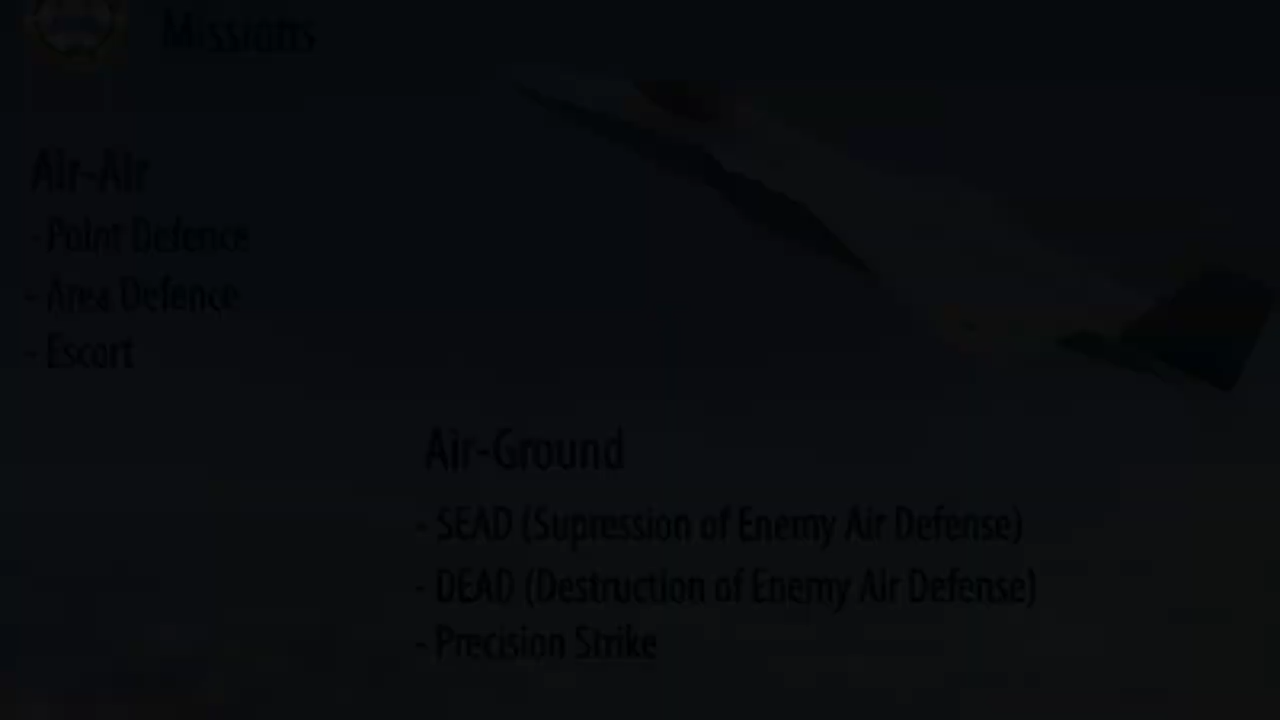 Missions
Air-Air
- Point Defence
- Area Defence
- Escort
Air-Ground
- SEAD (Supression of Enemy Air Defense)
- DEAD (Destruction of Enemy Air Defense)
- Precision Strike